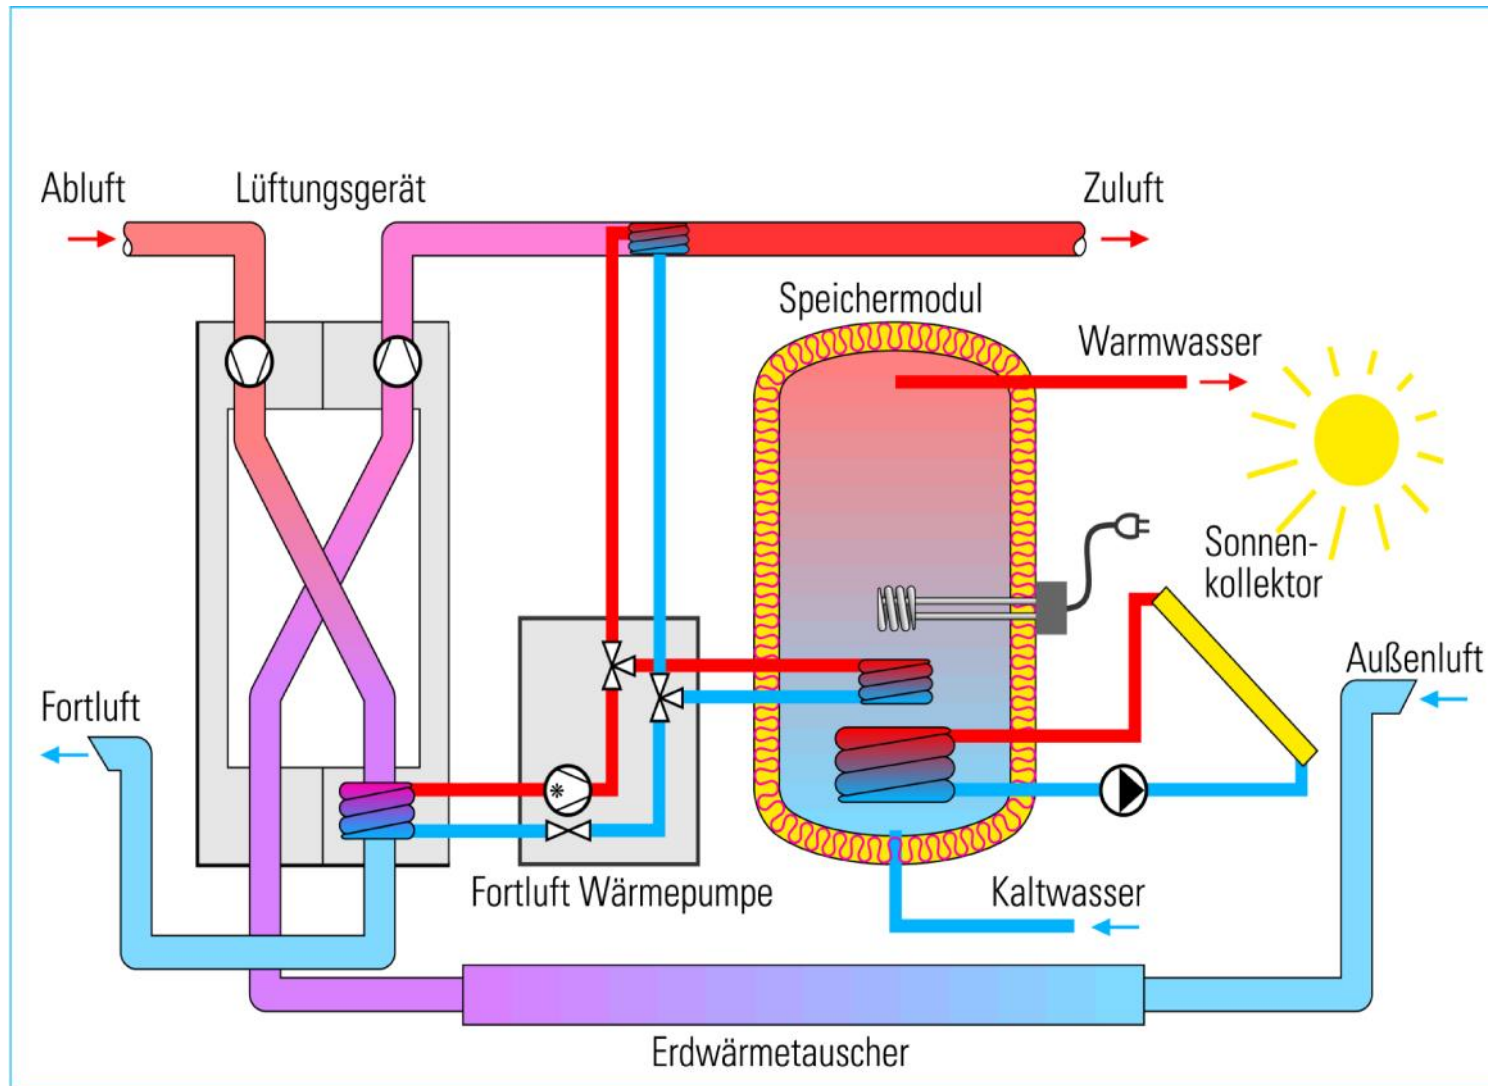 Abluft
Lüftungsgerät
Zuluft
Speichermodul
Warmwasser
Sonnen-
kollektor
Außenluft
Fortluft
Fortluft Wärmepumpe
Kaltwasser
Erdwärmetauscher